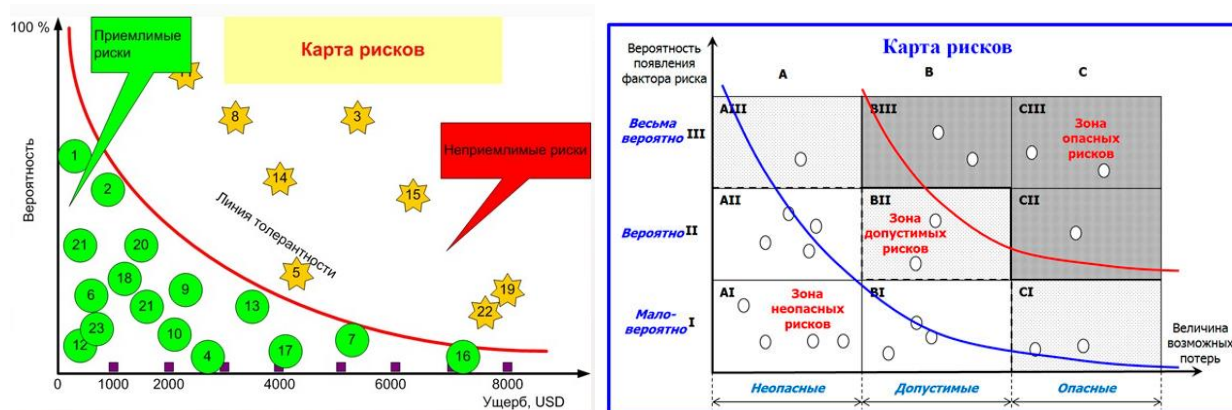 100 %
Приемлимые
риски
Карта рисков
11
8
3
1
2
14
15
Неприемлимые риски
Линия толерантности
Вероятность
21
20
18
5
6
21
9
13
19
22
23
12
10
4
17
7
16
0
1000
2000
3000
4000
5000
6000
7000
8000
Ущерб, USD
Карта рисков
Вероятность
появления
фактора риска
A
B
C
Весьма
вероятно III
AIII
BIII
CIII
Зона
опасных
рисков
Вероятно II
AII
BII
CII
Зона
допустимых
рисков
Мало-
вероятно I
AI
BI
CI
Зона
неопасных
рисков
Величина
возможных
потерь
Неопасные
Допустимые
Опасные